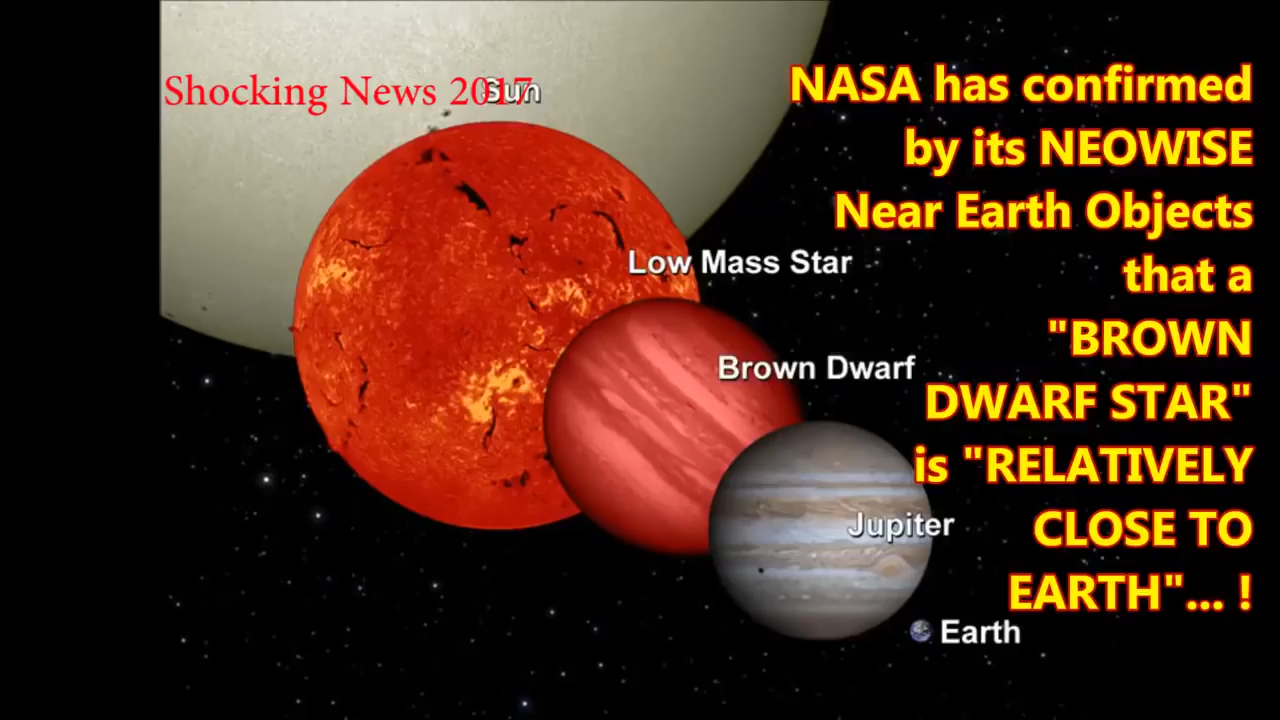 Shocking News 2017
Sun
Low Mass Star
Brown Dwarf
Jupiter
Earth
NASA has confirmed
by its NEOWISE
Near Earth Objects
that a
"BROWN
DWARF STAR"
is "RELATIVELY
CLOSE TO
EARTH"... !